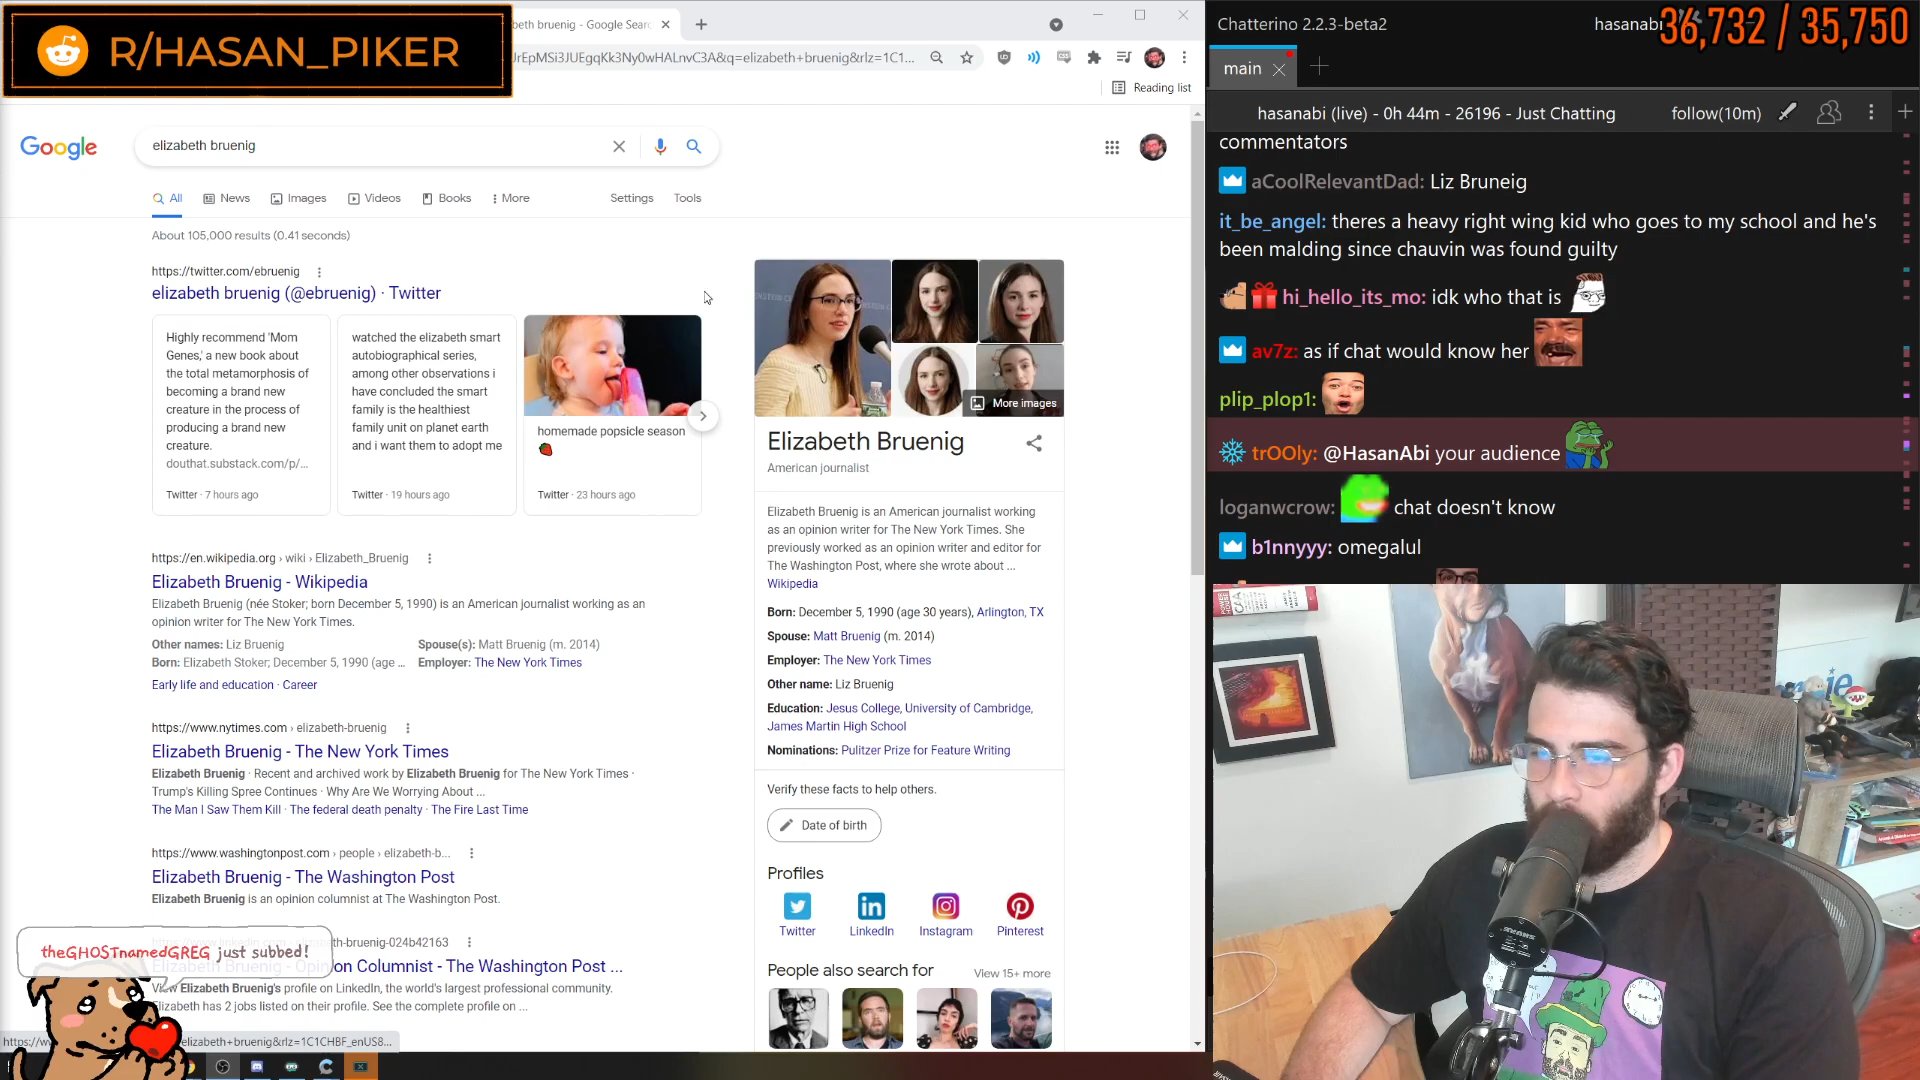 R/HASAN_PIKER
beth bruenig - Google Searc
JrEpMSi3JUEgqKk3Ny0wHALnvC3A&q=elizabeth+bruenig&rlz=1C1...
Reading list
Google
elizabeth bruenig
All
News
Images
Videos
Books
More
Settings
Tools
About 105,000 results (0.41 seconds)
https://twitter.com/ebruenig
elizabeth bruenig (@ebruenig) · Twitter
Highly recommend 'Mom
Genes,' a new book about
the total metamorphosis of
becoming a brand new
creature in the process of
producing a brand new
creature.
douthat.substack.com/p/...
Twitter · 7 hours ago
watched the elizabeth smart
autobiographical series,
among other observations i
have concluded the smart
family is the healthiest
family unit on planet earth
and i want them to adopt me
Twitter · 19 hours ago
homemade popsicle season
Twitter · 23 hours ago
https://en.wikipedia.org › wiki › Elizabeth_Bruenig
Elizabeth Bruenig - Wikipedia
Elizabeth Bruenig (née Stoker; born December 5, 1990) is an American journalist working as an
opinion writer for The New York Times.
Other names: Liz Bruenig
Spouse(s): Matt Bruenig (m. 2014)
Born: Elizabeth Stoker; December 5, 1990 (age ...
Employer: The New York Times
Early life and education · Career
https://www.nytimes.com › elizabeth-bruenig
Elizabeth Bruenig - The New York Times
Elizabeth Bruenig · Recent and archived work by Elizabeth Bruenig for The New York Times ·
Trump's Killing Spree Continues · Why Are We Worrying About ...
The Man I Saw Them Kill · The federal death penalty · The Fire Last Time
https://www.washingtonpost.com › people › elizabeth-b...
Elizabeth Bruenig - The Washington Post
Elizabeth Bruenig is an opinion columnist at The Washington Post.
theGHOSTnamedGREG just subbed!
th-bruenig-024b42163
Elizabeth Bruenig - Opinion Columnist - The Washington Post ...
View Elizabeth Bruenig's profile on LinkedIn, the world's largest professional community.
Elizabeth has 2 jobs listed on their profile. See the complete profile on ...
elizabeth+bruenig&rlz=1C1CHBF_enUS8...
More images
Elizabeth Bruenig
American journalist
Elizabeth Bruenig is an American journalist working
as an opinion writer for The New York Times. She
previously worked as an opinion writer and editor for
The Washington Post, where she wrote about ...
Wikipedia
Born: December 5, 1990 (age 30 years), Arlington, TX
Spouse: Matt Bruenig (m. 2014)
Employer: The New York Times
Other name: Liz Bruenig
Education: Jesus College, University of Cambridge,
James Martin High School
Nominations: Pulitzer Prize for Feature Writing
Verify these facts to help others.
Date of birth
Profiles
Twitter
LinkedIn
Instagram
Pinterest
People also search for
View 15+ more
Chatterino 2.2.3-beta2
hasanabi
36,732 / 35,750
main
hasanabi (live) - 0h 44m - 26196 - Just Chatting
follow(10m)
commentators
aCoolRelevantDad: Liz Bruneig
it_be_angel: theres a heavy right wing kid who goes to my school and he's
been malding since chauvin was found guilty
hi_hello_its_mo: idk who that is
av7z: as if chat would know her
plip_plop1:
trOOly: @HasanAbi your audience
loganwcrow: chat doesn't know
b1nnyyy: omegalul